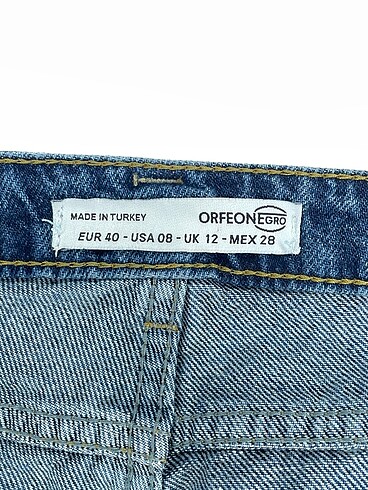 MADE IN TURKEY ORFEONEGRO
EUR 40 - USA 08 - UK 12 - MEX 28